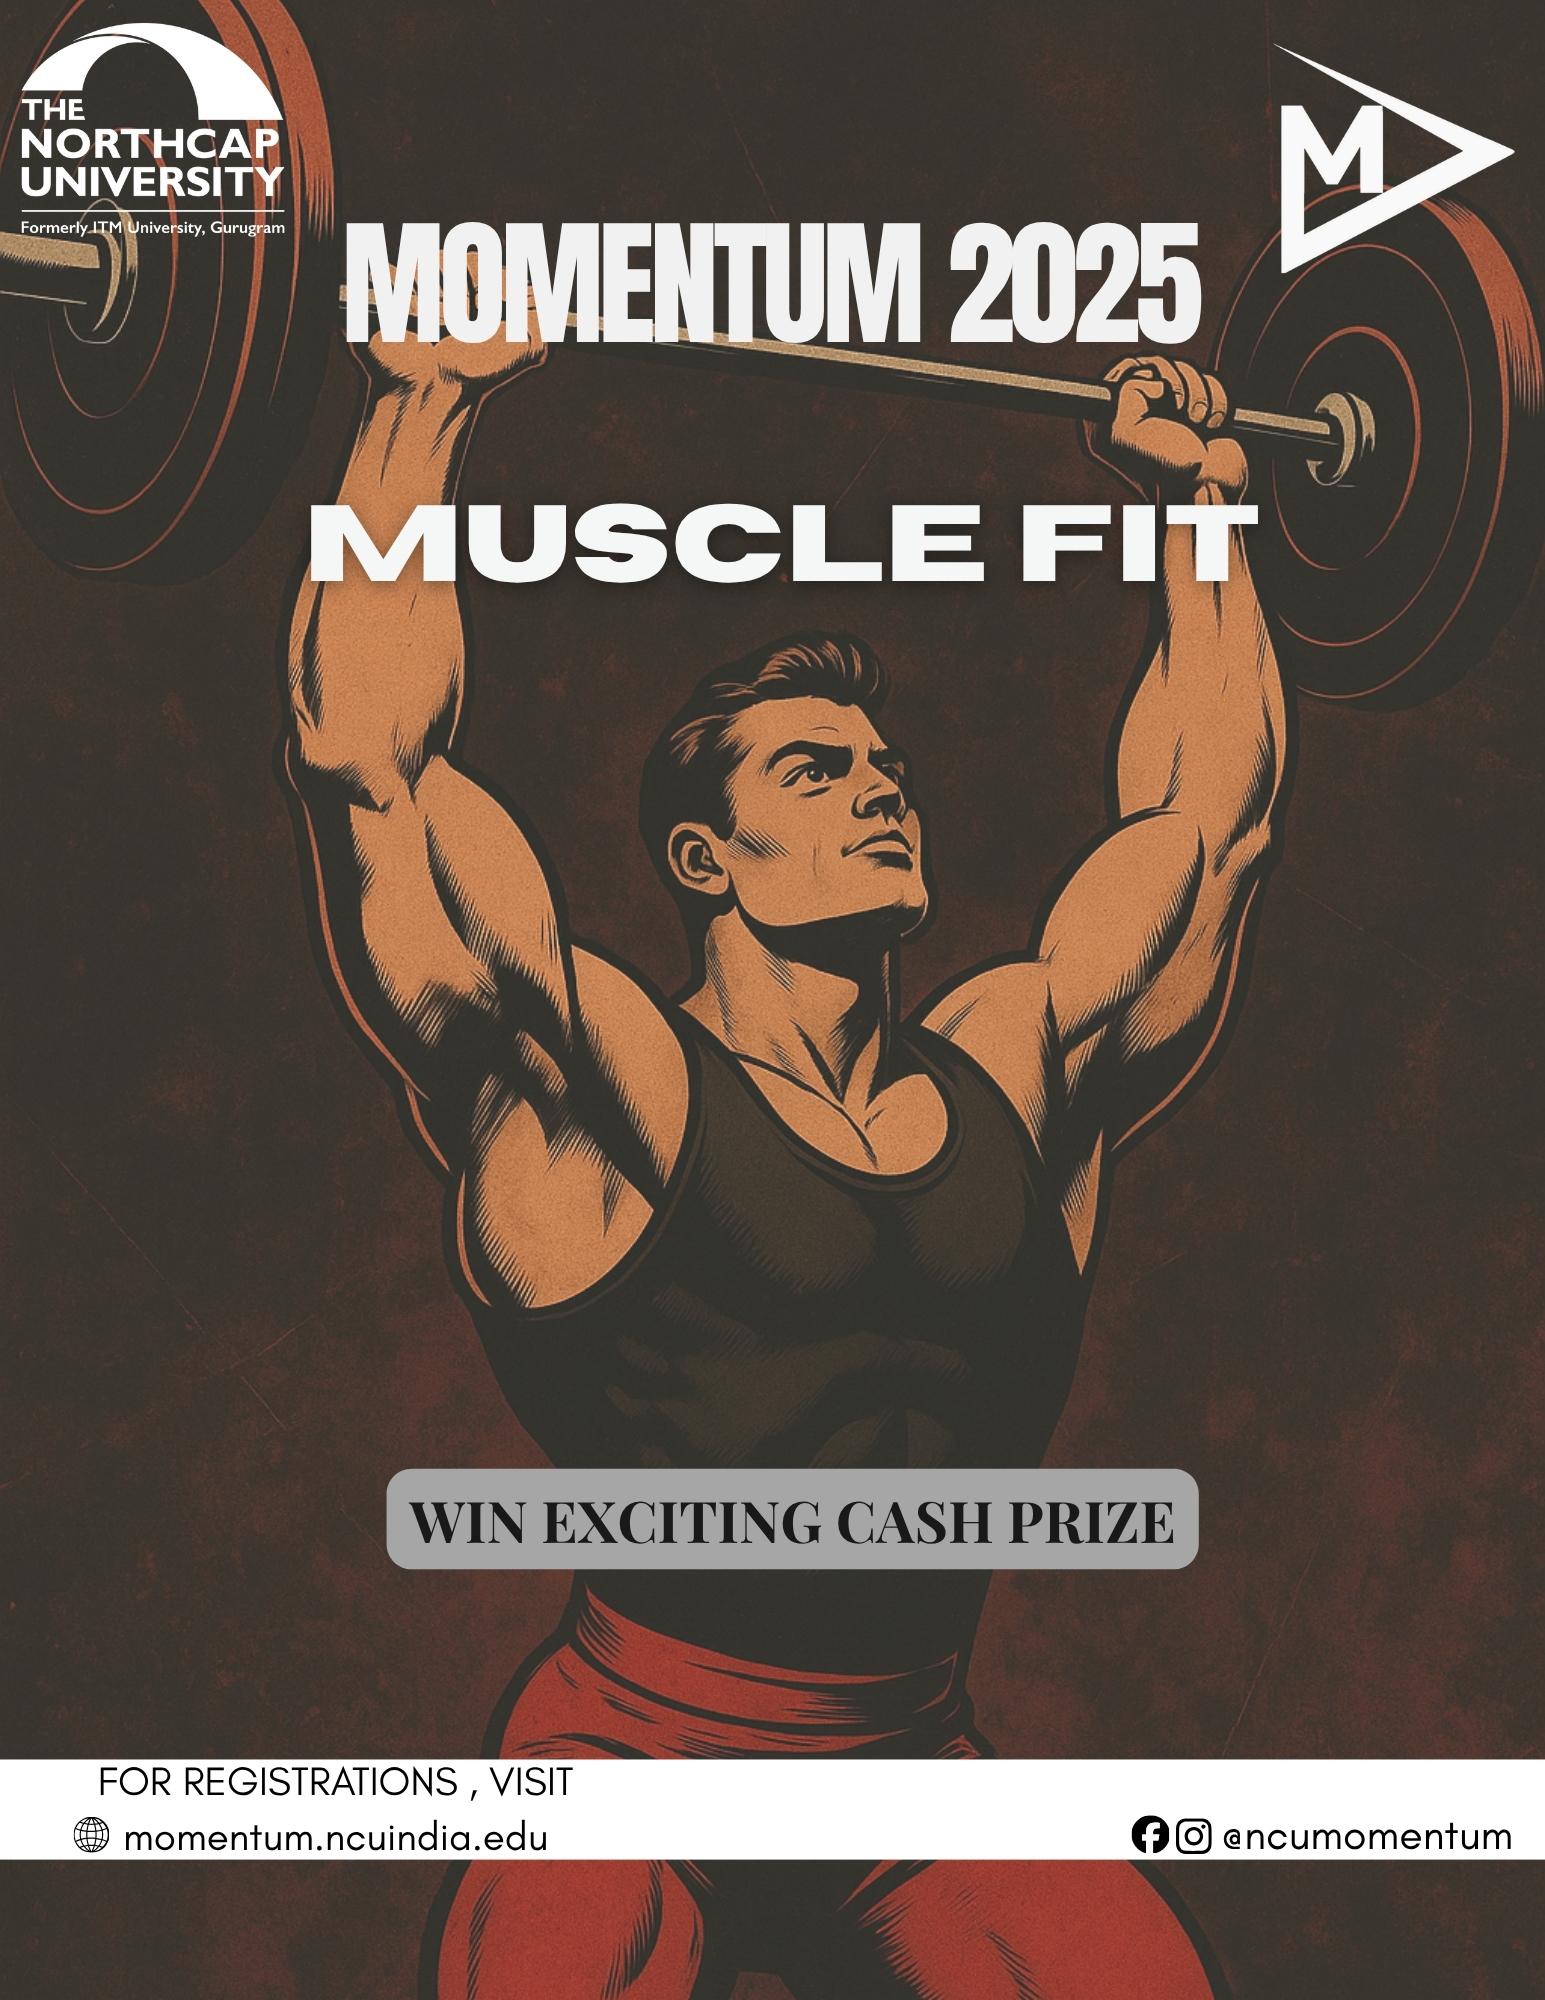 THE
NORTHCAP
UNIVERSITY
Formerly ITM University, Gurugram
M
MOMENTUM 2025
MUSCLE FIT
WIN EXCITING CASH PRIZE
FOR REGISTRATIONS , VISIT
momentum.ncuindia.edu
@ncumomentum